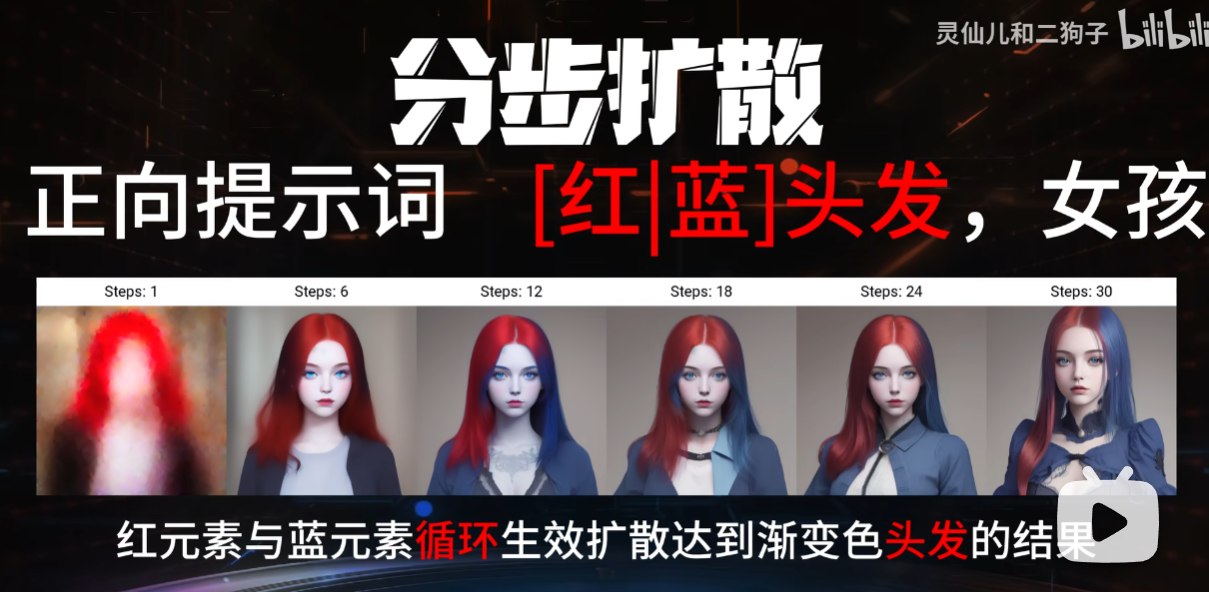 灵仙儿和二狗子 bilibili
分步扩散
正向提示词 [红|蓝]头发，女孩
Steps: 1 Steps: 6 Steps: 12 Steps: 18 Steps: 24 Steps: 30
红元素与蓝元素循环生效扩散达到渐变色头发的结果